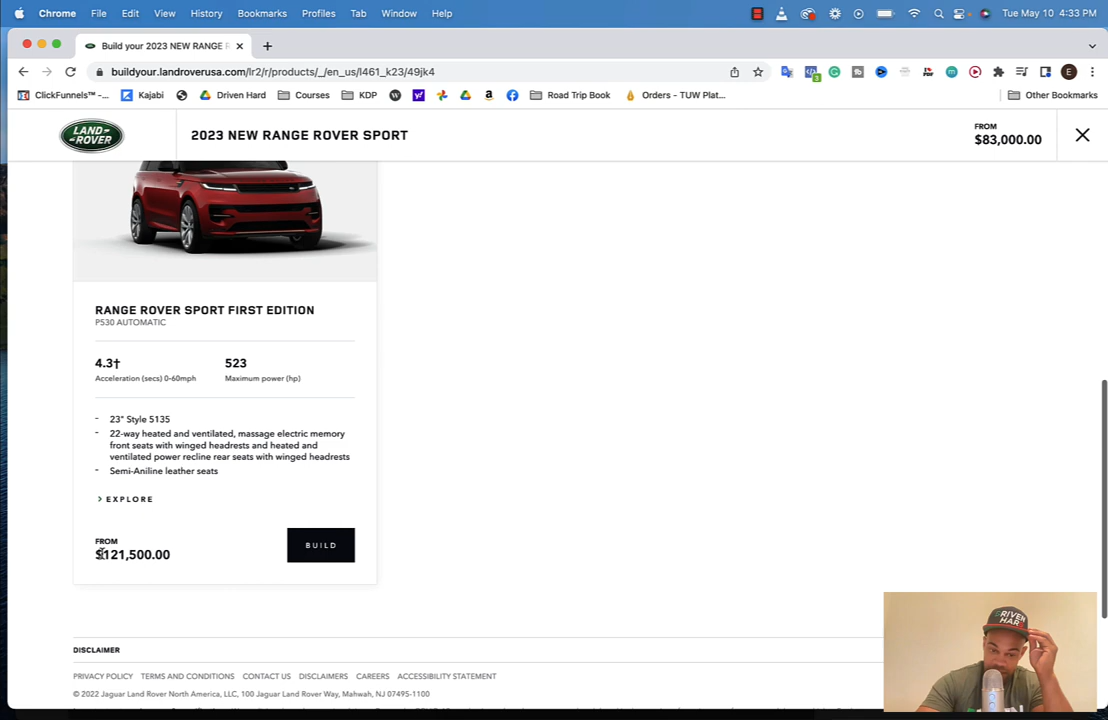 Chrome File Edit View History Bookmarks Profiles Tab Window Help Tue May 10 4:33 PM
Build your 2023 NEW RANGE R
buildyour.landroverusa.com/lr2/r/products/_/en_us/l461_k23/49jk4
ClickFunnels™ -... Kajabi Driven Hard Courses KDP Road Trip Book Orders - TUW Plat... Other Bookmarks
LAND-
ROVER
2023 NEW RANGE ROVER SPORT
FROM
$83,000.00
RANGE ROVER SPORT FIRST EDITION
P530 AUTOMATIC
4.3† 523
Acceleration (secs) 0-60mph Maximum power (hp)
- 23" Style 5135
- 22-way heated and ventilated, massage electric memory
front seats with winged headrests and heated and
ventilated power recline rear seats with winged headrests
- Semi-Aniline leather seats
> EXPLORE
FROM
$121,500.00
BUILD
DISCLAIMER
PRIVACY POLICY TERMS AND CONDITIONS CONTACT US DISCLAIMERS CAREERS ACCESSIBILITY STATEMENT
© 2022 Jaguar Land Rover North America, LLC, 100 Jaguar Land Rover Way, Mahwah, NJ 07495-1100
RIVEN
HAR